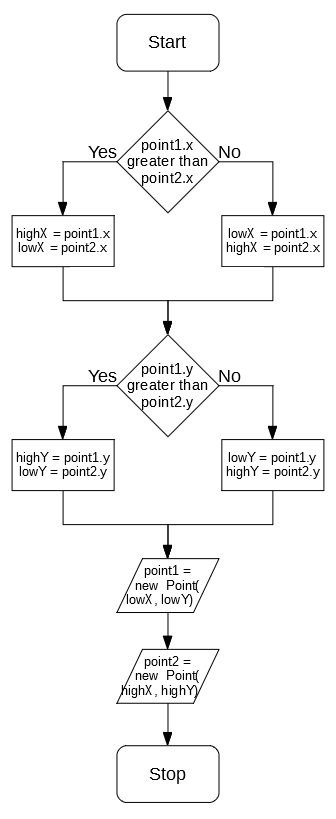 Start
point1.x
greater than
point2.x
Yes
No
highX = point1.x
lowX = point2.x
lowX = point1.x
highX = point2.x
point1.y
greater than
point2.y
Yes
No
highY = point1.y
lowY = point2.y
lowY = point1.y
highY = point2.y
point1 =
new Point(
lowX, lowY)
point2 =
new Point(
highX, highY)
Stop